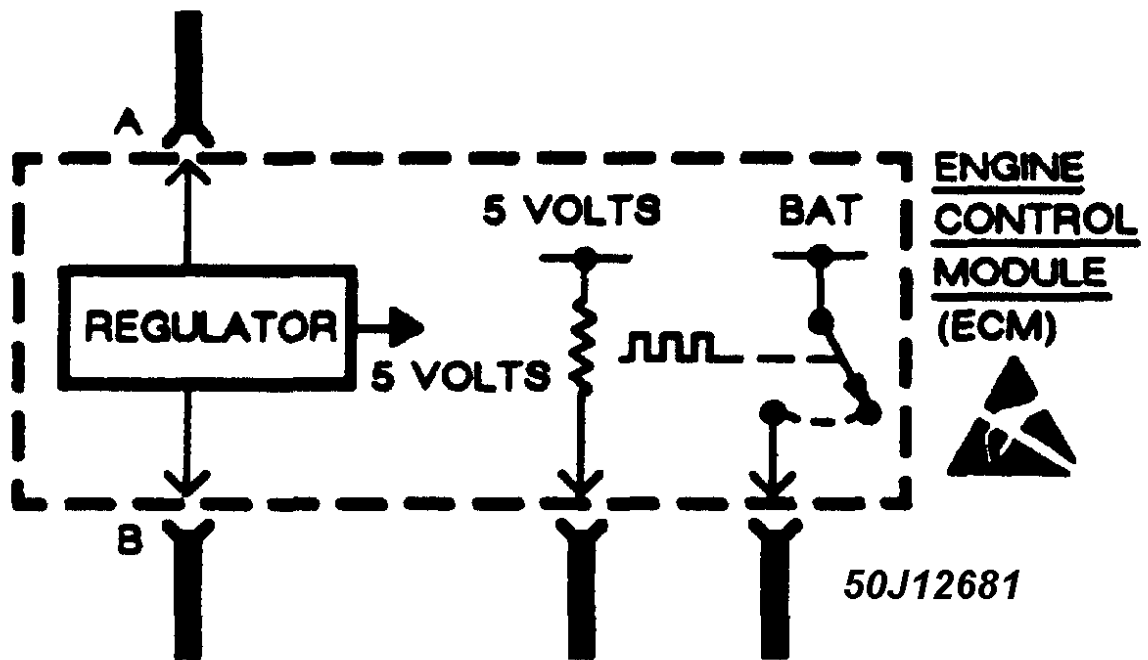 A
ENGINE
CONTROL
MODULE
(ECM)
5 VOLTS
BAT
REGULATOR
5 VOLTS
B
50J12681